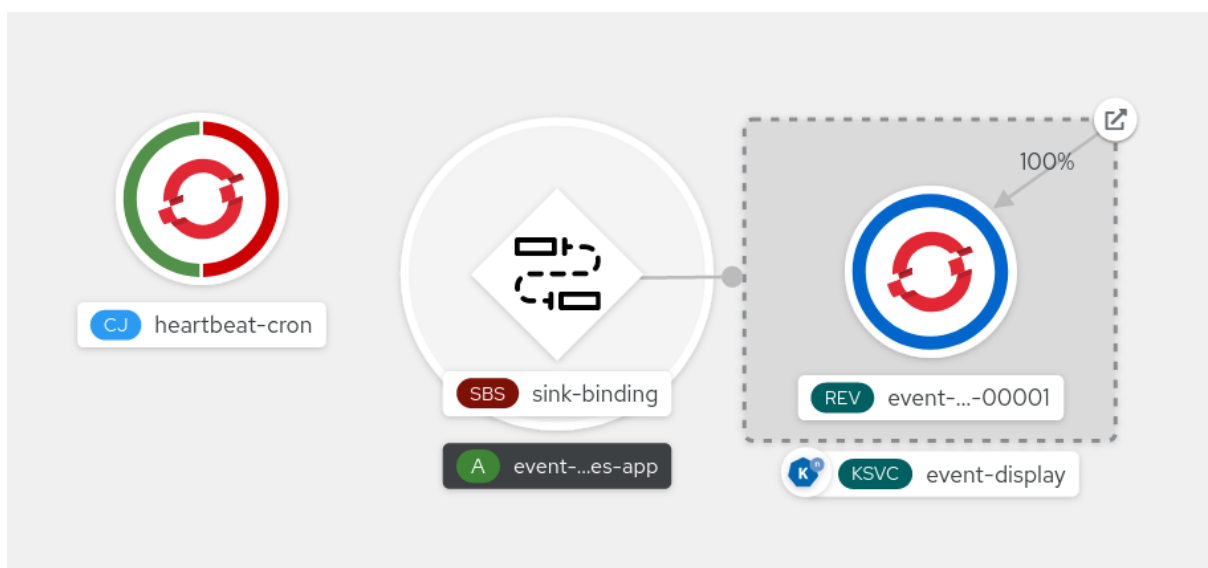 100%
CJ heartbeat-cron
SBS sink-binding
REV event-...-00001
A event-...es-app
K n KSVC event-display